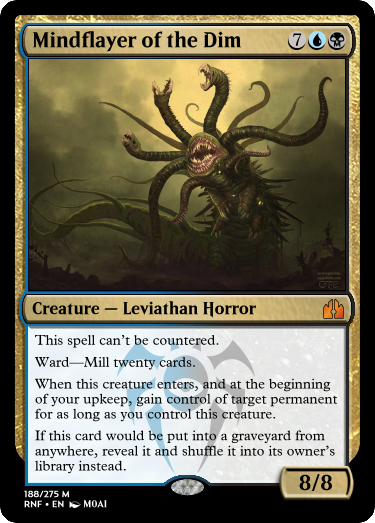 Mindflayer of the Dim 7
Creature — Leviathan Horror
This spell can't be countered.
Ward—Mill twenty cards.
When this creature enters, and at the beginning
of your upkeep, gain control of target permanent
for as long as you control this creature.
If this card would be put into a graveyard from
anywhere, reveal it and shuffle it into its owner's
library instead.
8/8
188/275 M
RNF • EN MOAI